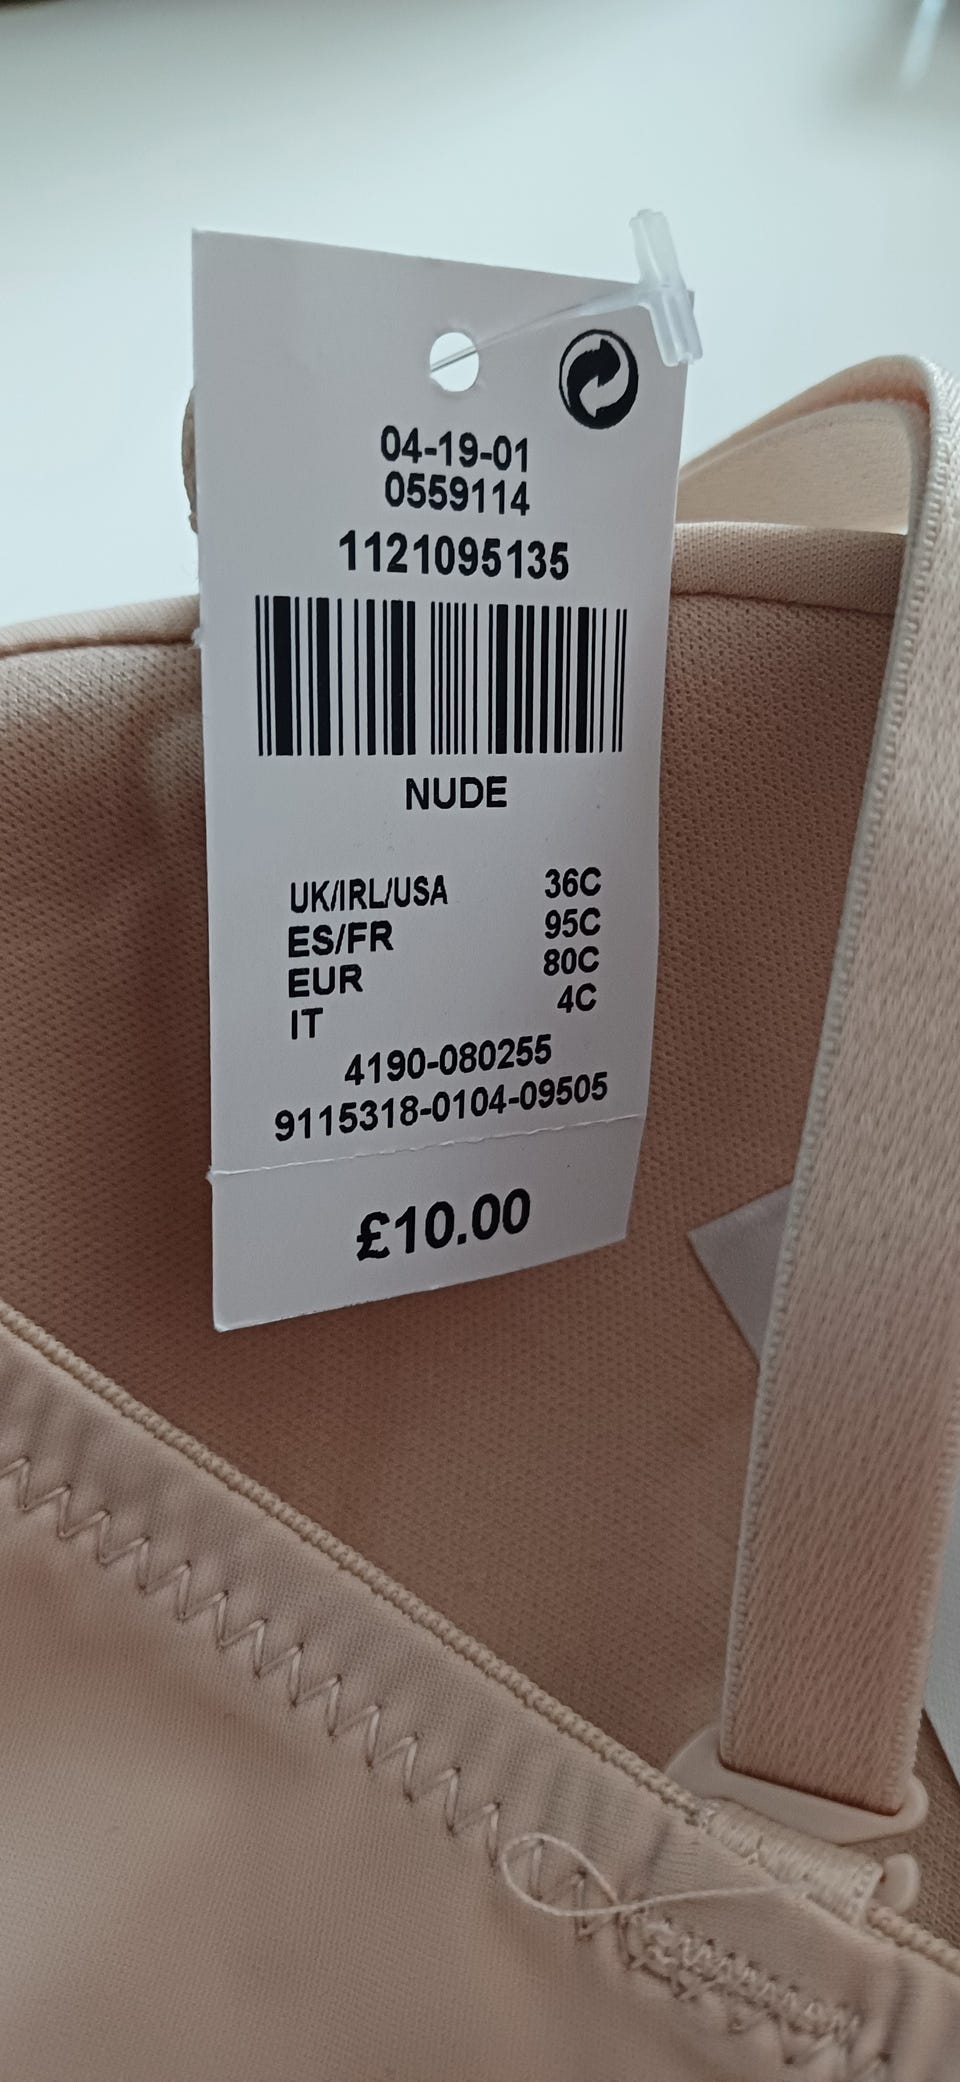 04-19-01
0559114
1121095135
NUDE
UK/IRL/USA 36C
ES/FR 95C
EUR 80C
IT 4C
4190-080255
9115318-0104-09505
£10.00